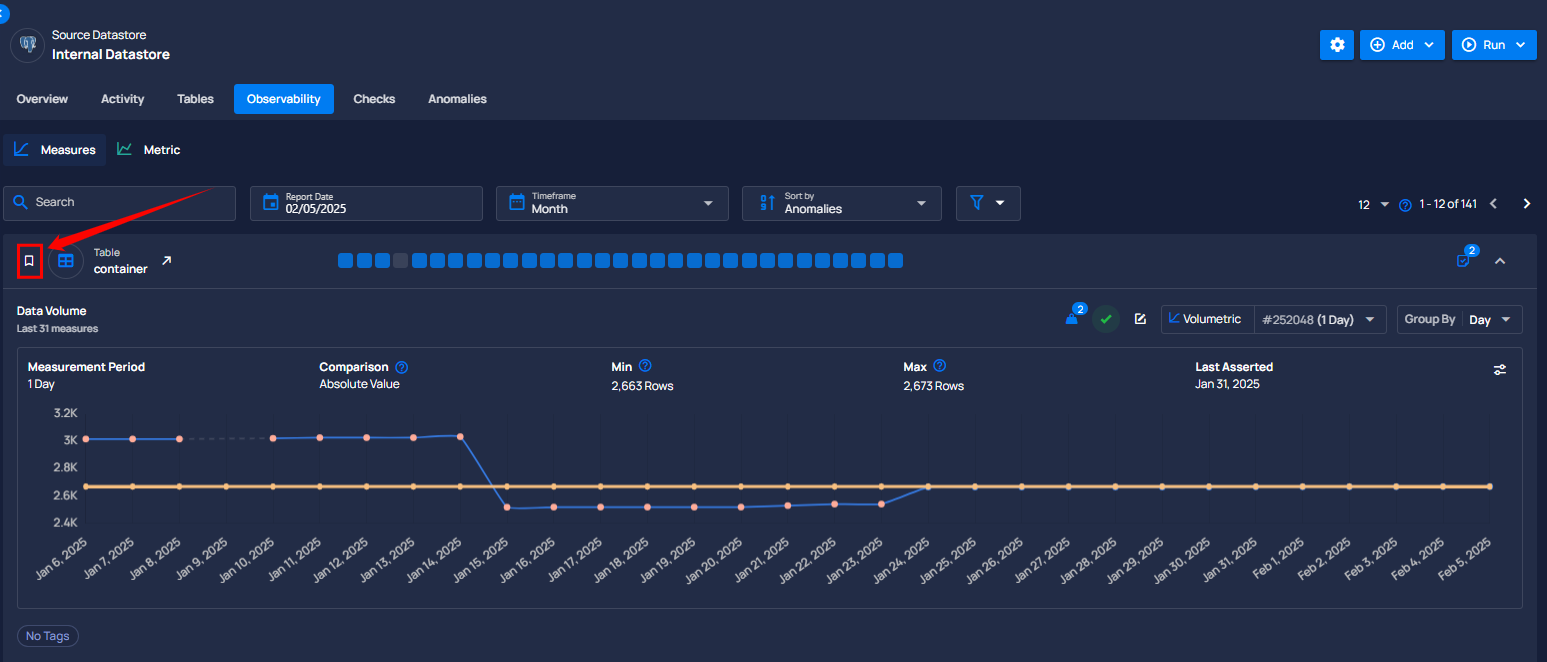 Source Datastore
Internal Datastore
Add
Run
Overview
Activity
Tables
Observability
Checks
Anomalies
Measures
Metric
Search
Report Date
02/05/2025
Timeframe
Month
Sort by
Anomalies
12
1 - 12 of 141
Table
container
2
Data Volume
Last 31 measures
2
Volumetric
#252048 (1 Day)
Group By
Day
Measurement Period
1 Day
Comparison
Absolute Value
Min
2,663 Rows
Max
2,673 Rows
Last Asserted
Jan 31, 2025
3.2K
3K
2.8K
2.6K
2.4K
Jan 6, 2025
Jan 7, 2025
Jan 8, 2025
Jan 9, 2025
Jan 10, 2025
Jan 11, 2025
Jan 12, 2025
Jan 13, 2025
Jan 14, 2025
Jan 15, 2025
Jan 16, 2025
Jan 17, 2025
Jan 18, 2025
Jan 19, 2025
Jan 20, 2025
Jan 21, 2025
Jan 22, 2025
Jan 23, 2025
Jan 24, 2025
Jan 25, 2025
Jan 26, 2025
Jan 27, 2025
Jan 28, 2025
Jan 29, 2025
Jan 30, 2025
Jan 31, 2025
Feb 1, 2025
Feb 2, 2025
Feb 3, 2025
Feb 4, 2025
Feb 5, 2025
No Tags